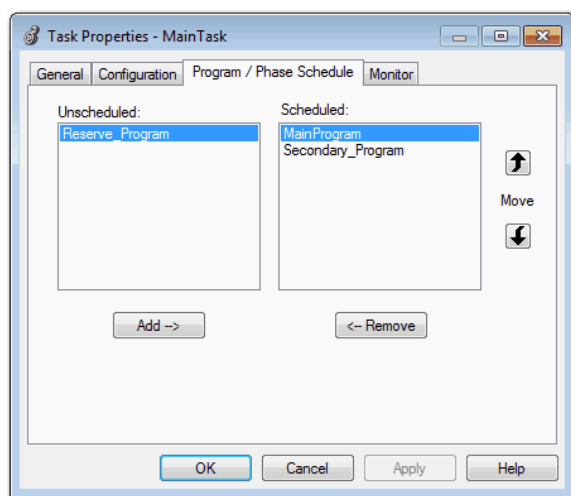 Task Properties - MainTask
General Configuration Program / Phase Schedule Monitor
Unscheduled: Scheduled:
Reserve_Program MainProgram
Secondary_Program
Move
Add --> <-- Remove
OK Cancel Apply Help